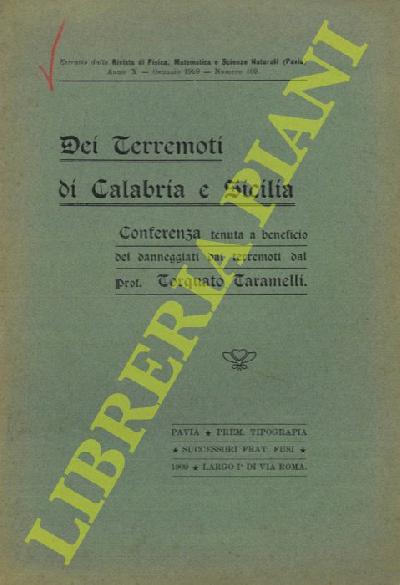 Estratto dalla Rivista di Fisica, Matematica e Scienze Naturali (Pavia)
Anno X — Gennaio 1909 — Numero 109.
Dei Terremoti
di Calabria e Sicilia
Conferenza tenuta a beneficio
dei danneggiati dai terremoti dal
Prof. Torquato Taramelli.
PAVIA ★ PREM. TIPOGRAFIA
★ SUCCESSORI FRAT. FUSI ★
1909 ★ LARGO Iº DI VIA ROMA.
LIBRERIA PIANI